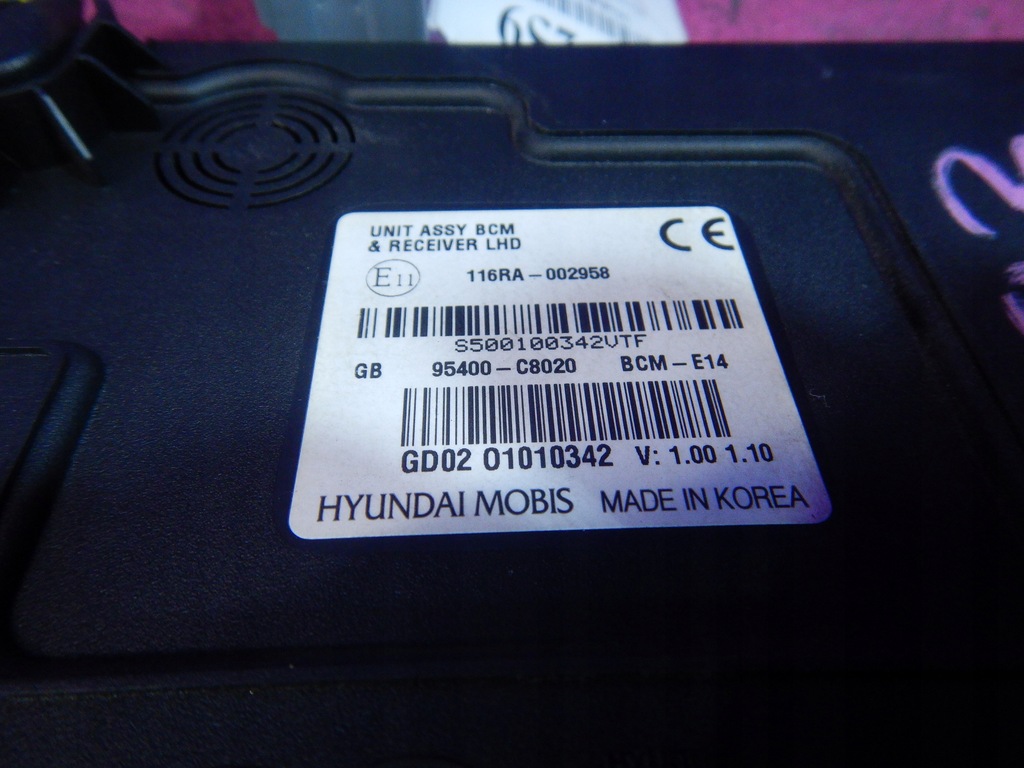 UNIT ASSY BCM
& RECEIVER LHD
CE
E11
116RA-002958
S500100342VTF
GB 95400-C8020 BCM-E14
GD02 01010342 V: 1.00 1.10
HYUNDAI MOBIS MADE IN KOREA